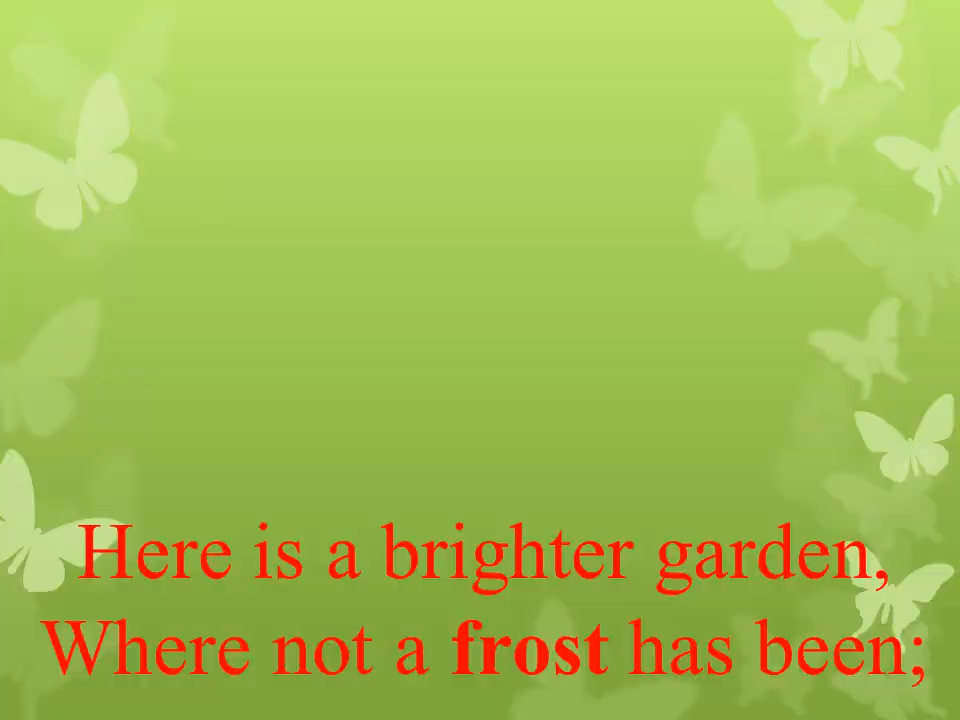 Here is a brighter garden,
Where not a frost has been;